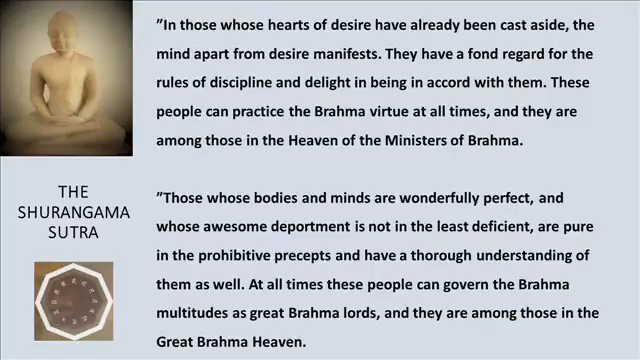 ”In those whose hearts of desire have already been cast aside, the
mind apart from desire manifests. They have a fond regard for the
rules of discipline and delight in being in accord with them. These
people can practice the Brahma virtue at all times, and they are
among those in the Heaven of the Ministers of Brahma.
THE
SHURANGAMA
SUTRA
”Those whose bodies and minds are wonderfully perfect, and
whose awesome deportment is not in the least deficient, are pure
in the prohibitive precepts and have a thorough understanding of
them as well. At all times these people can govern the Brahma
multitudes as great Brahma lords, and they are among those in the
Great Brahma Heaven.